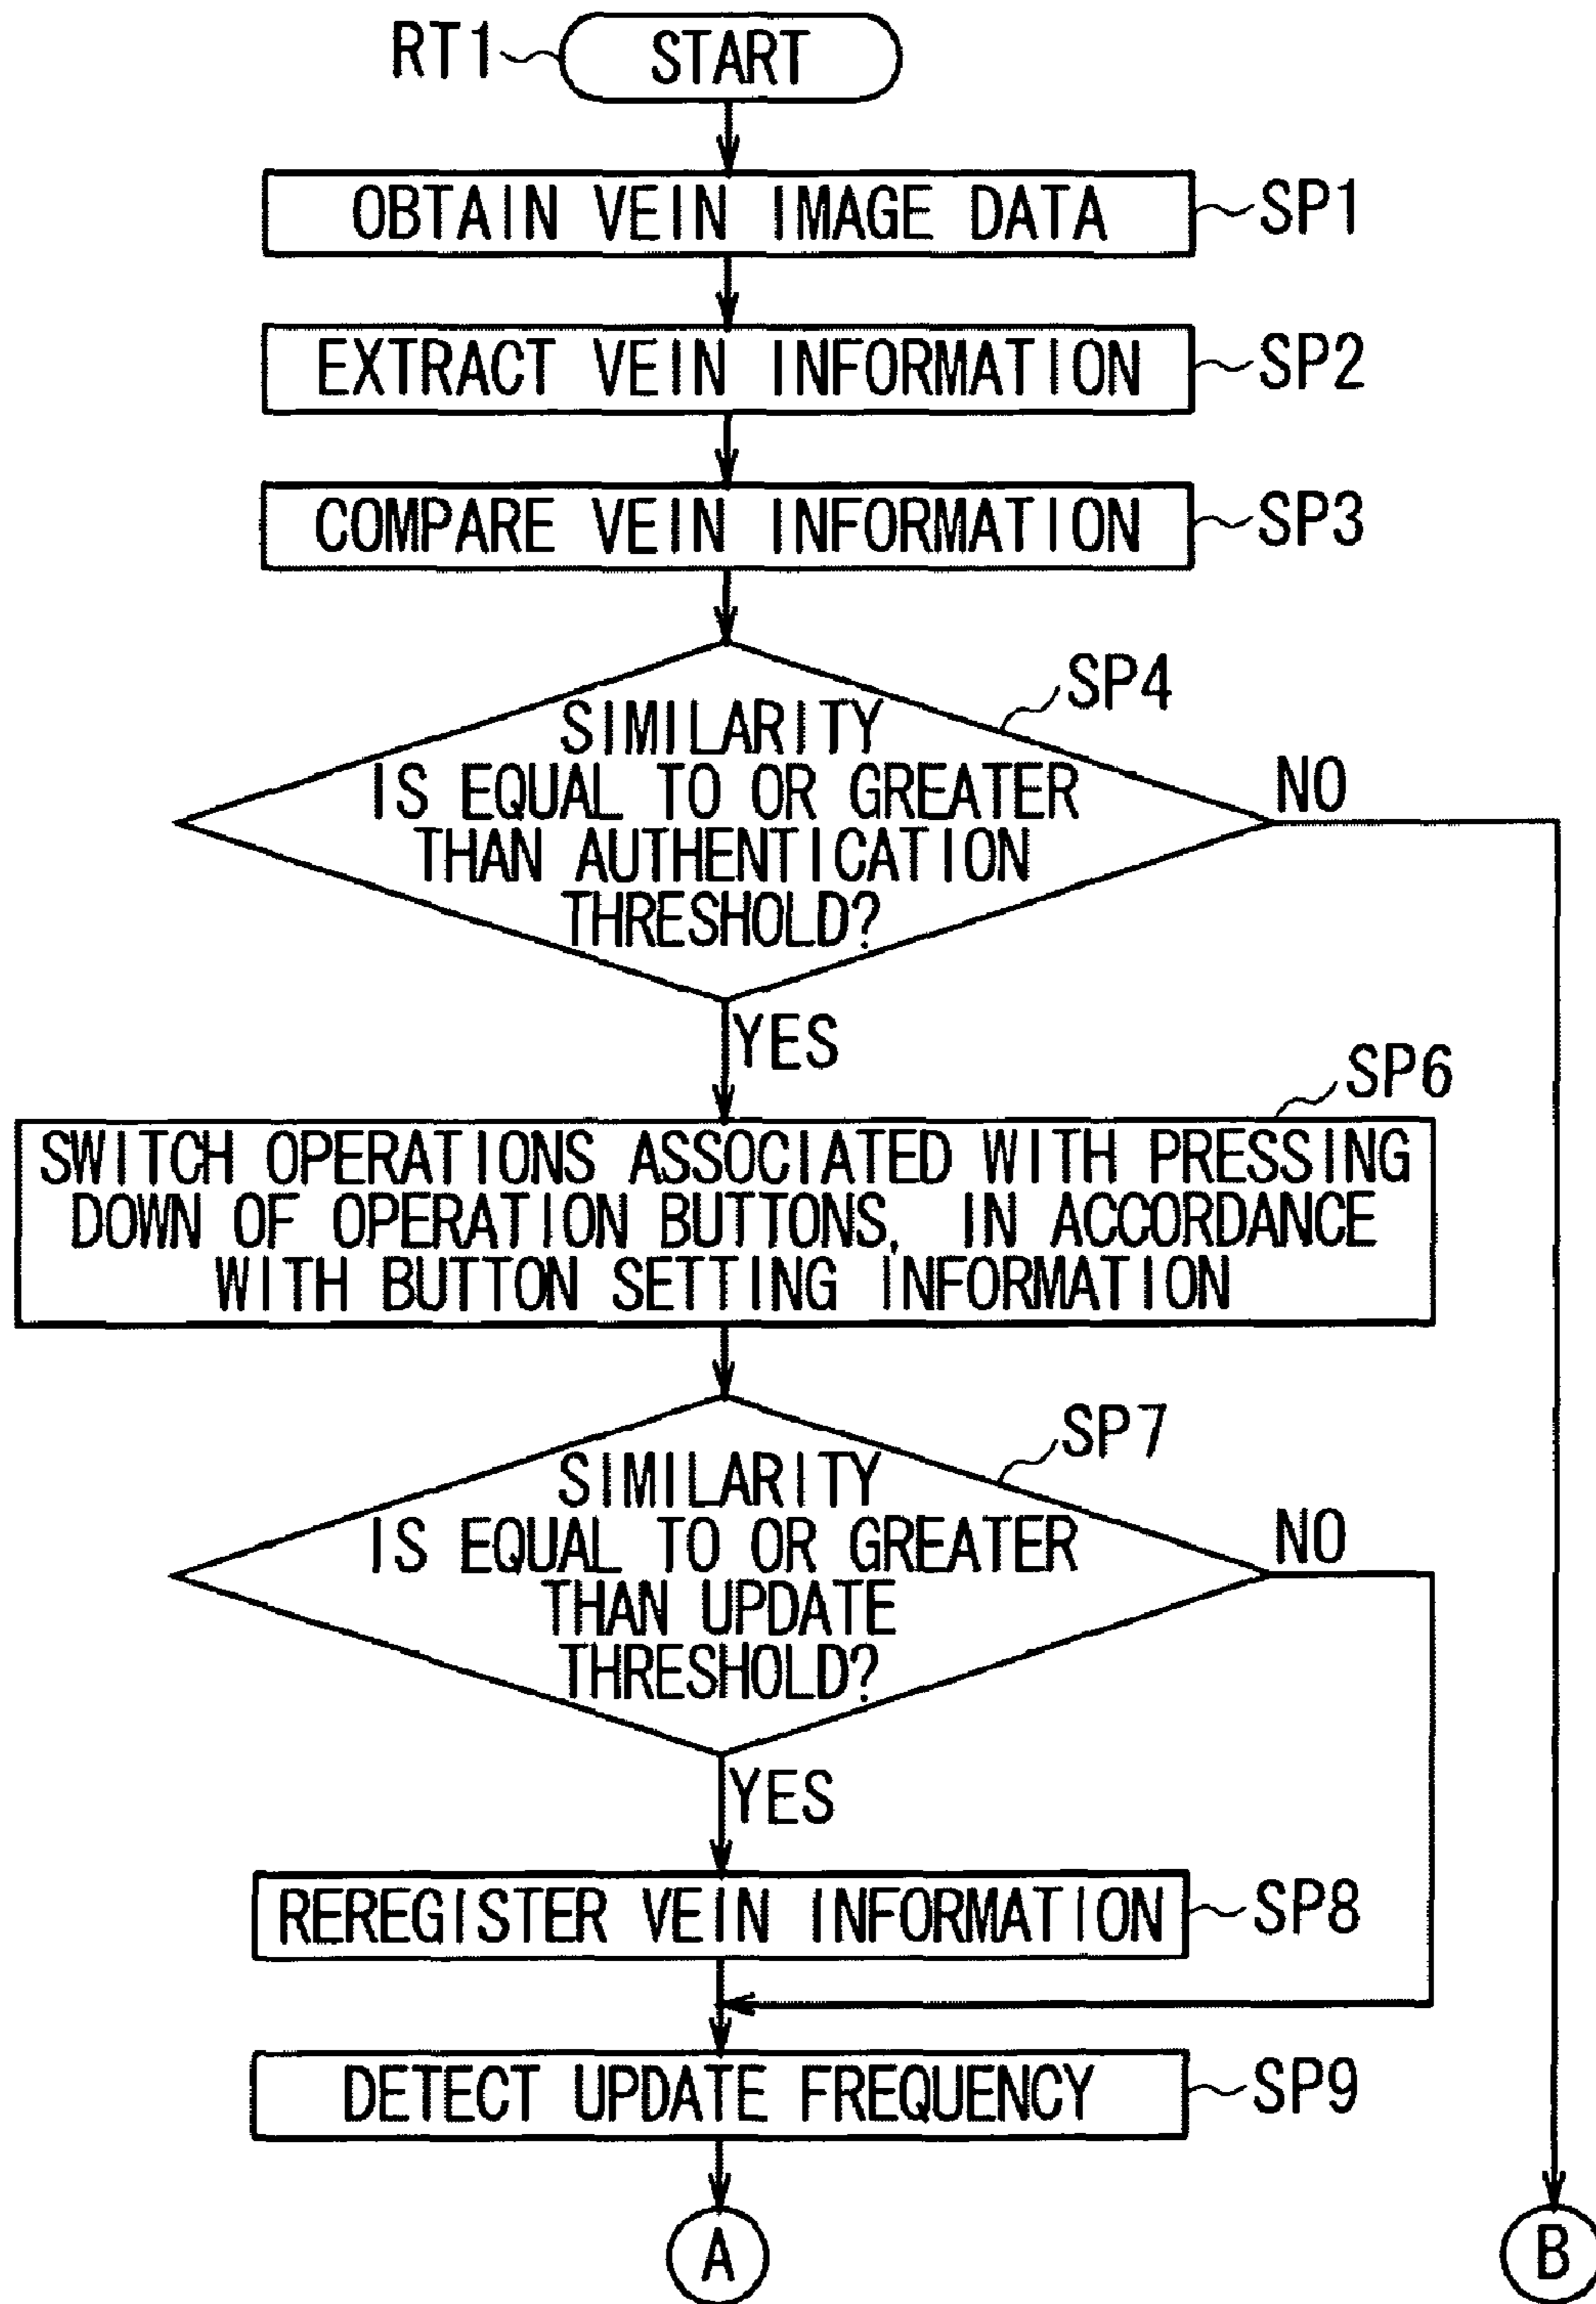 RT1 START
OBTAIN VEIN IMAGE DATA SP1
EXTRACT VEIN INFORMATION SP2
COMPARE VEIN INFORMATION SP3
SP4
SIMILARITY
IS EQUAL TO OR GREATER
THAN AUTHENTICATION
THRESHOLD?
NO
YES
SP6
SWITCH OPERATIONS ASSOCIATED WITH PRESSING
DOWN OF OPERATION BUTTONS, IN ACCORDANCE
WITH BUTTON SETTING INFORMATION
SP7
SIMILARITY
IS EQUAL TO OR GREATER
THAN UPDATE
THRESHOLD?
NO
YES
REREGISTER VEIN INFORMATION SP8
DETECT UPDATE FREQUENCY SP9
A
B